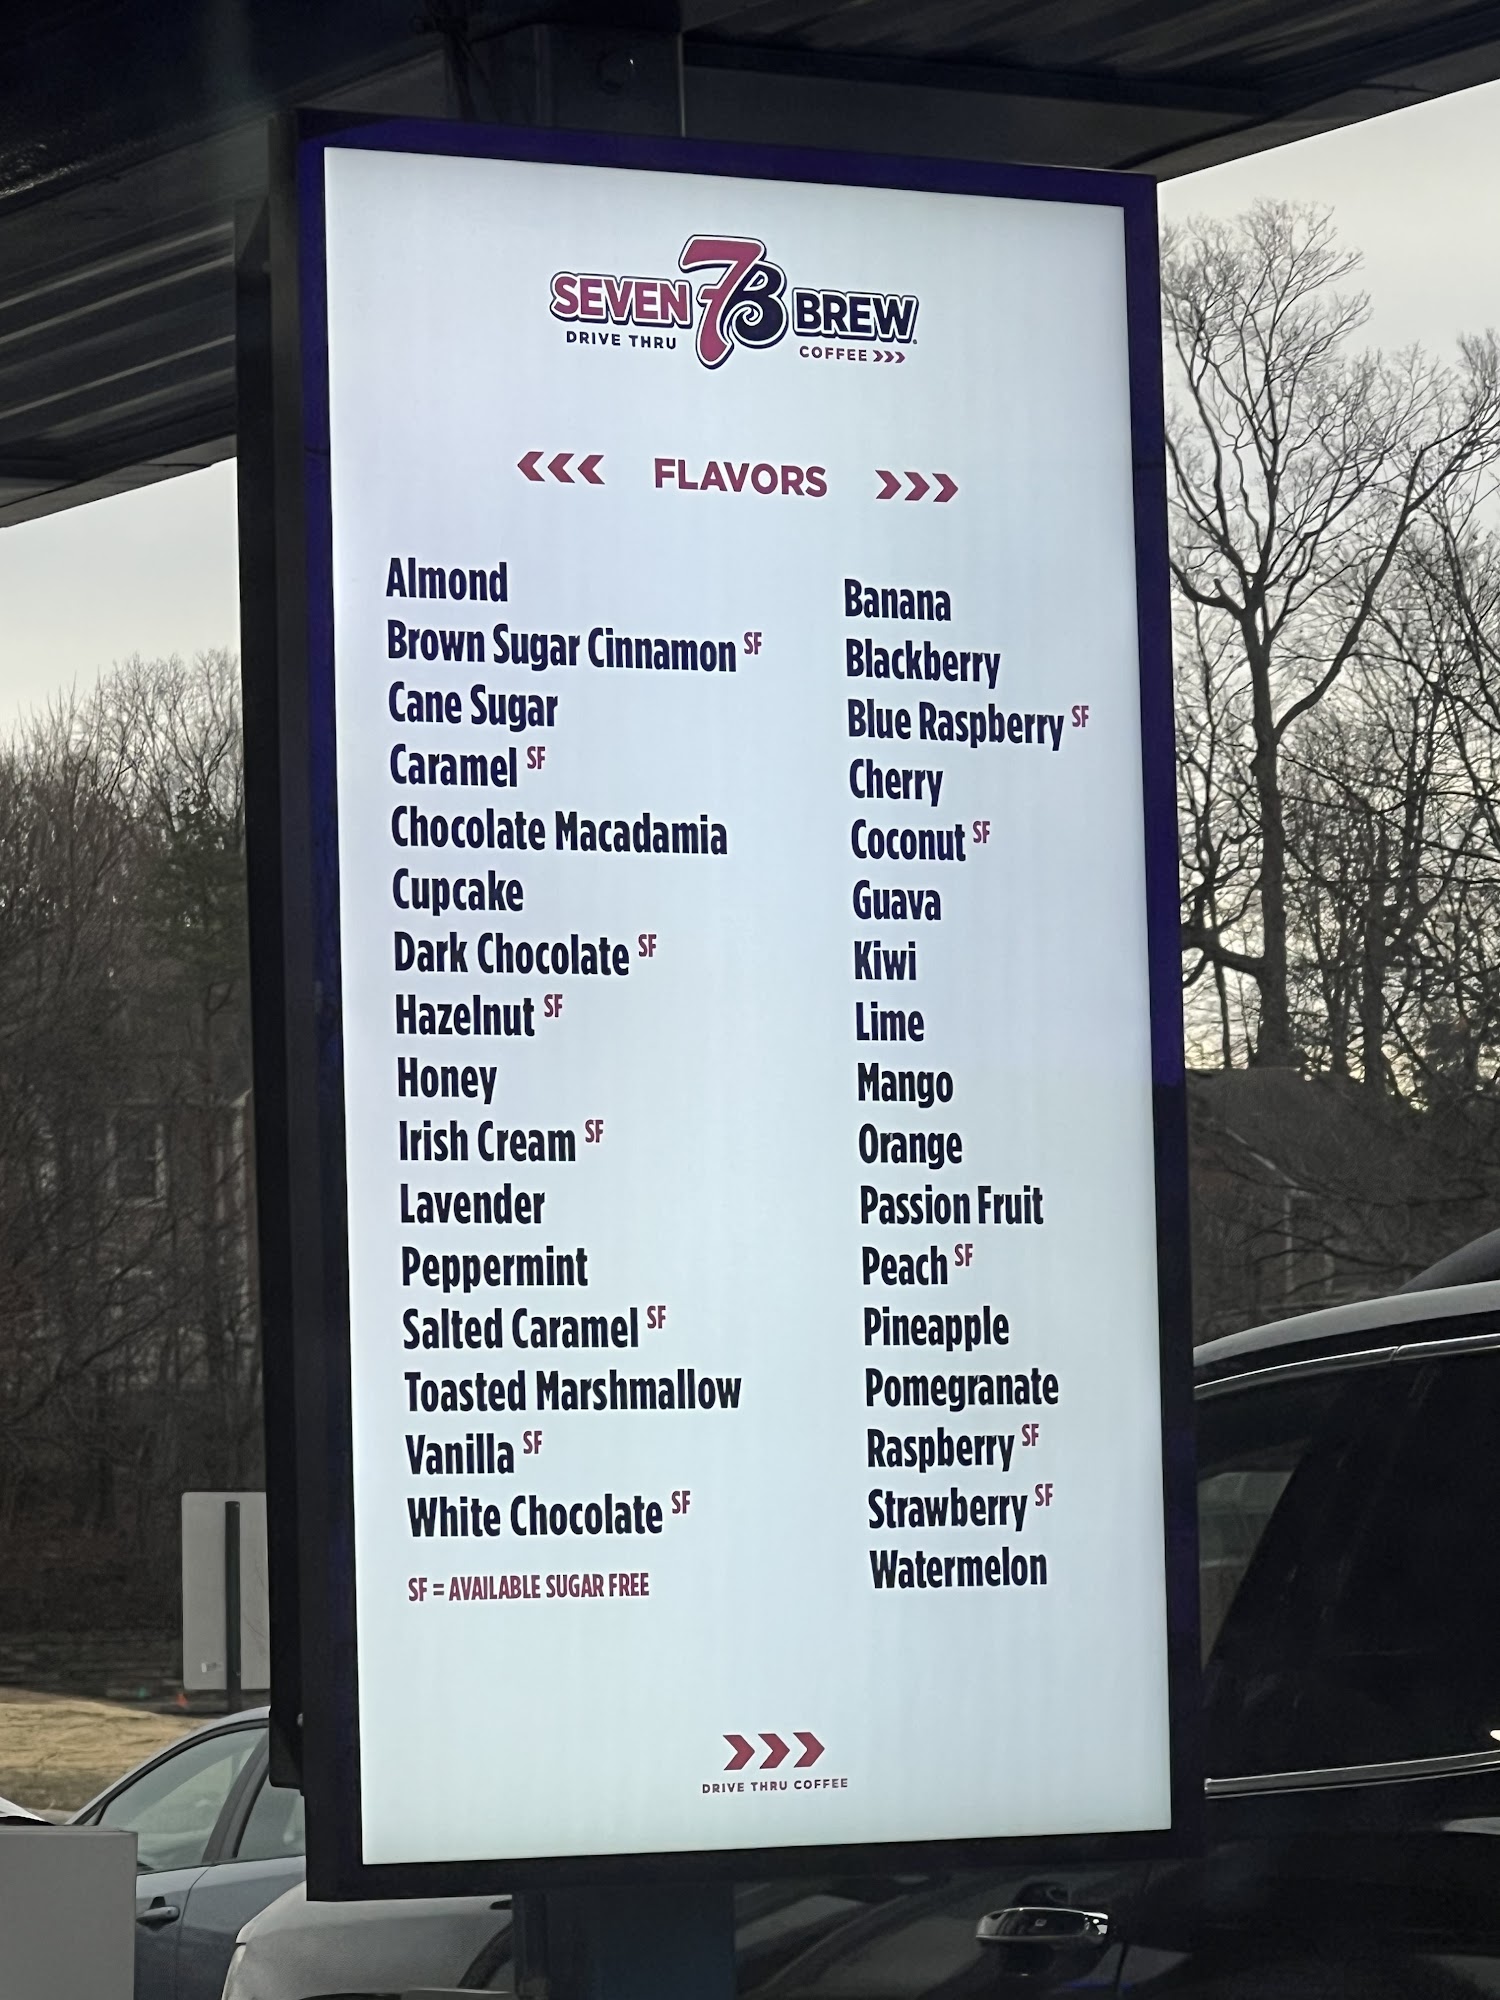 SEVEN 7B BREW
DRIVE THRU COFFEE >>>
<<< FLAVORS >>>
Almond
Brown Sugar Cinnamon SF
Cane Sugar
Caramel SF
Chocolate Macadamia
Cupcake
Dark Chocolate SF
Hazelnut SF
Honey
Irish Cream SF
Lavender
Peppermint
Salted Caramel SF
Toasted Marshmallow
Vanilla SF
White Chocolate SF
SF = AVAILABLE SUGAR FREE
Banana
Blackberry
Blue Raspberry SF
Cherry
Coconut SF
Guava
Kiwi
Lime
Mango
Orange
Passion Fruit
Peach SF
Pineapple
Pomegranate
Raspberry SF
Strawberry SF
Watermelon
>>>
DRIVE THRU COFFEE